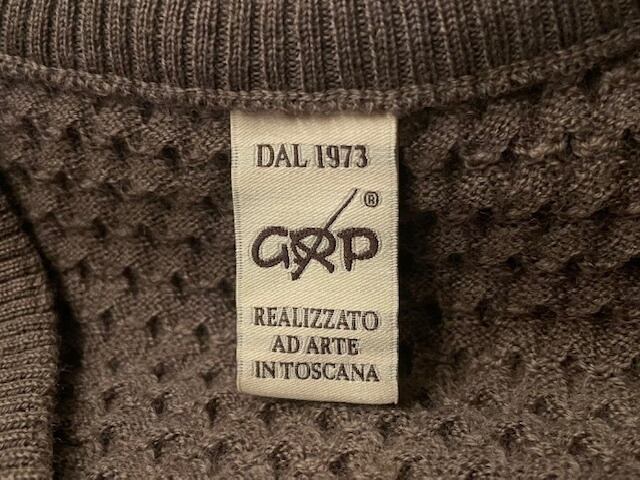 DAL 1973
®
GRP
REALIZZATO
AD ARTE
IN TOSCANA